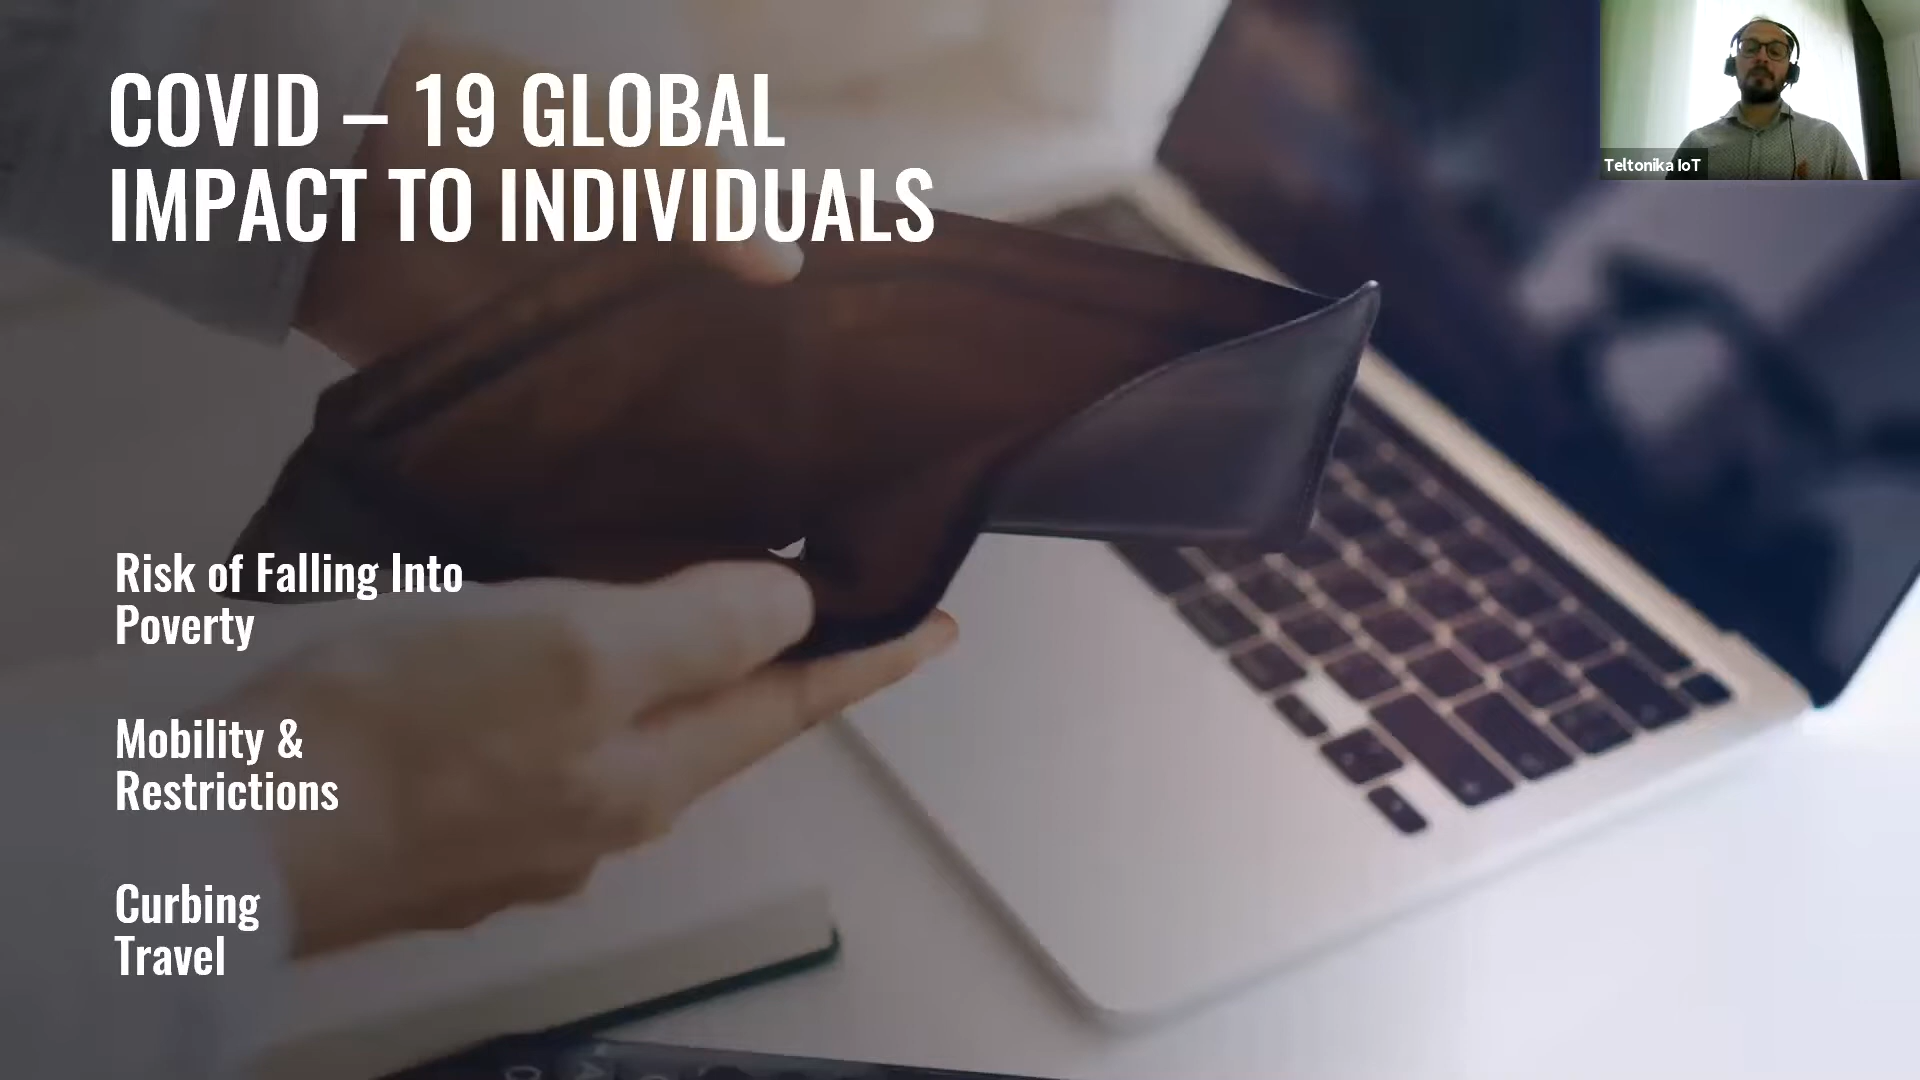 COVID – 19 GLOBAL
IMPACT TO INDIVIDUALS
Teltonika IoT
Risk of Falling Into
Poverty
Mobility &
Restrictions
Curbing
Travel